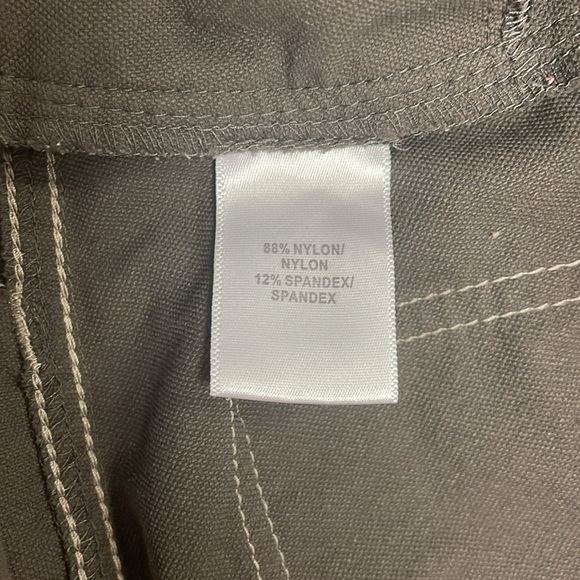 88% NYLON/
NYLON
12% SPANDEX/
SPANDEX